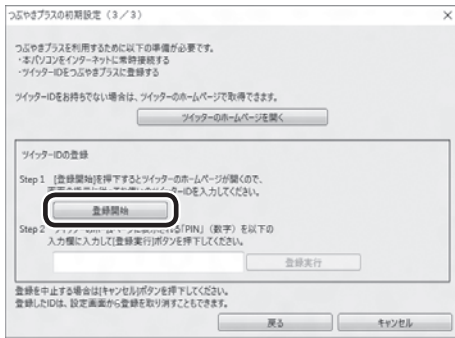 つぶやきプラスの初期設定（3／3）
つぶやきプラスを利用するために以下の準備が必要です。
・本パソコンをインターネットに常時接続する
・ツイッターIDをつぶやきプラスに登録する
ツイッターIDをお持ちでない場合は、ツイッターのホームページで取得できます。
ツイッターのホームページを開く
ツイッターIDの登録
Step 1 [登録開始]を押下するとツイッターのホームページが開くので、
ターIDを入力してください。
登録開始
Step 2 される「PIN」（数字）を以下の
入力欄に入力して[登録実行]ボタンを押下してください。
登録実行
登録を中止する場合は[キャンセル]ボタンを押下してください。
登録したIDは、設定画面から登録を取り消すこともできます。
戻る
キャンセル